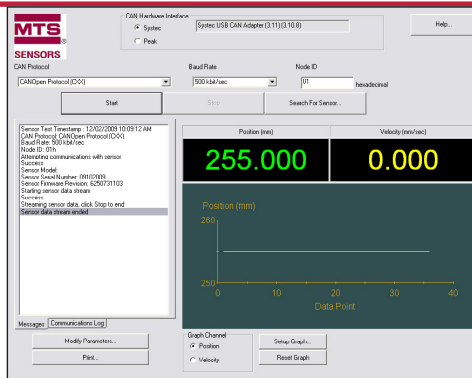 MTS
SENSORS
CAN Hardware Interface
Systec
Systec USB CAN Adapter (3.11) (3.10.8)
Peak
Help...
CAN Protocol
Baud Rate
Node ID
CANOpen Protocol (CXX)
500 kbit/sec
01
hexadecimal
Start
Stop
Search For Sensor...
Sensor Test Timestamp : 12/02/2009 10:09:12 AM
CAN Protocol: CANOpen Protocol (CXX)
Baud Rate: 500 kbit/sec
Node ID: 01h
Attempting communications with sensor
Success
Sensor Model:
Sensor Serial Number: 08102009
Sensor Firmware Revision: 6250731103
Starting sensor data stream
Success
Streaming sensor data, click Stop to end
Sensor data stream ended
Position (mm)
Velocity (mm/sec)
255.000
0.000
Position (mm)
260
250
0 10 20 30 40
Data Point
Messages
Communications Log
Modify Parameters...
Print...
Graph Channel
Position
Velocity
Setup Graph...
Reset Graph